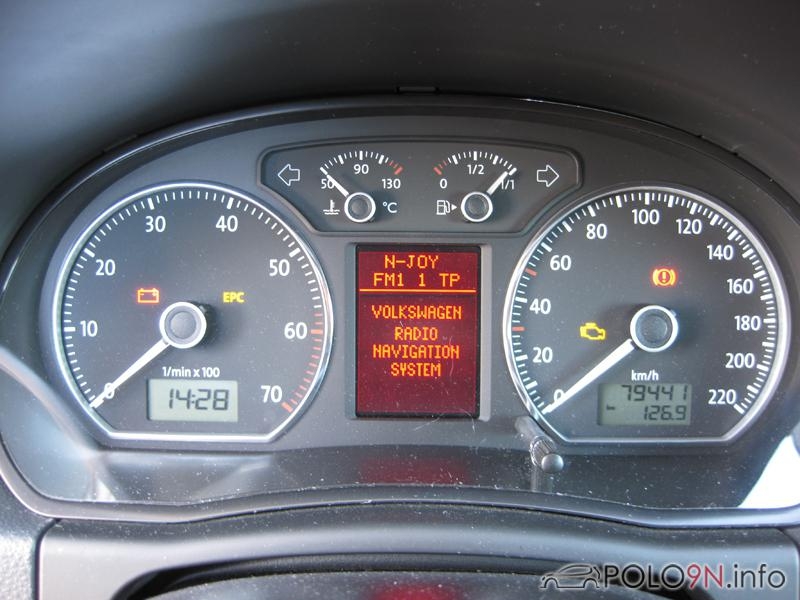 50 90 130
°C
0 1/2 1/1
0 10 20 30 40 50 60 70
EPC
1/min x 100
14:28
N-JOY
FM1 1 TP
VOLKSWAGEN
RADIO
NAVIGATION
SYSTEM
0 20 40 60 80 100 120 140 160 180 200 220
km/h
79441
126.9
POLO9N.info